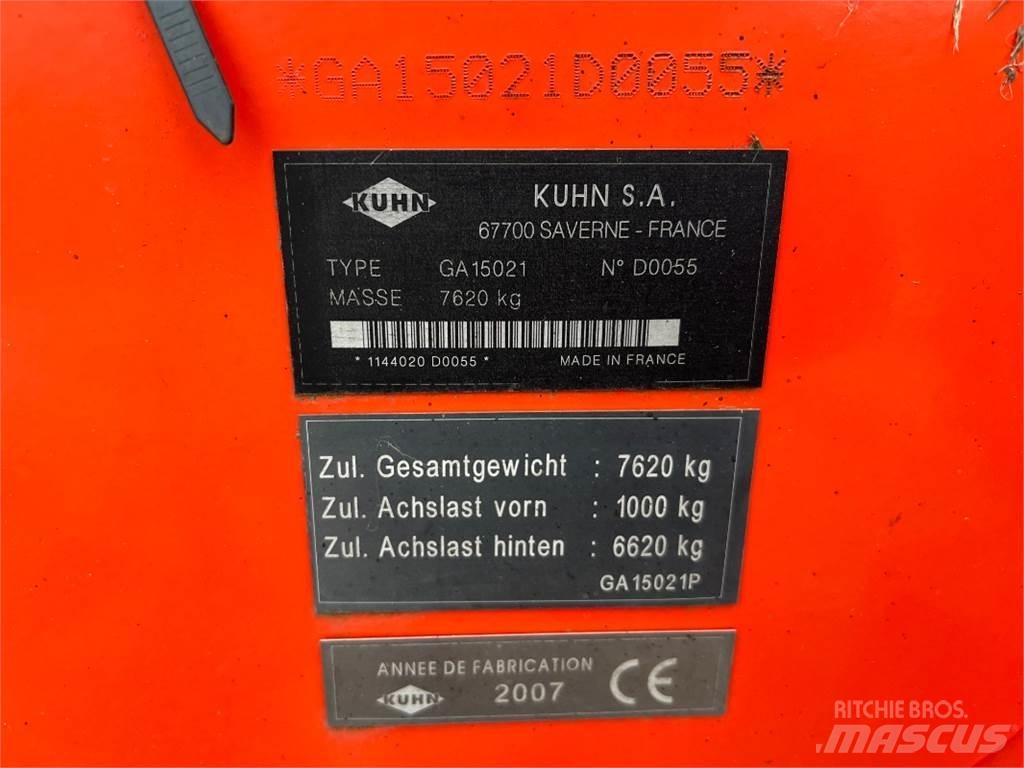 *GA15021D0055*
KUHN KUHN S.A.
67700 SAVERNE - FRANCE
TYPE GA15021 N° D0055
MASSE 7620 kg
* 1144020 D0055 * MADE IN FRANCE
Zul. Gesamtgewicht : 7620 kg
Zul. Achslast vorn : 1000 kg
Zul. Achslast hinten : 6620 kg
GA15021P
ANNEE DE FABRICATION
KUHN 2007 CE
RITCHIE BROS.
MASCUS